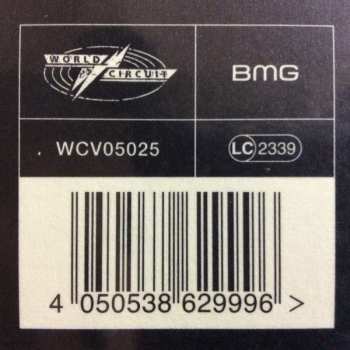 WORLD CIRCUIT
BMG
WCV05025
LC 2339
4 050538 629996 >